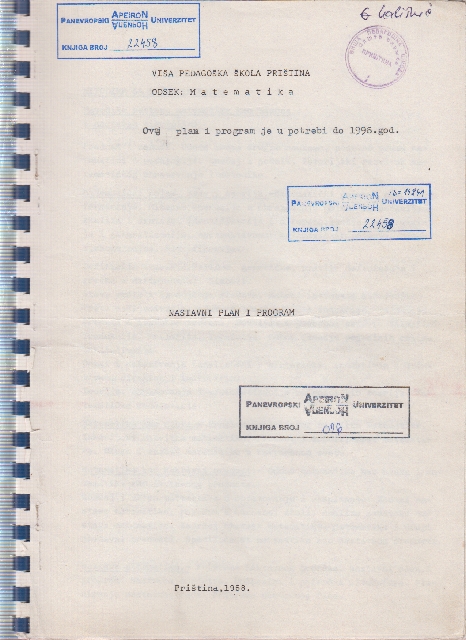 PANEVROPSKI APEIRON UNIVERZITET
KNJIGA BROJ 22458
VIŠA PEDAGOŠKA ŠKOLA PRIŠTINA
ODSEK: M a t e m a t i k a
Ovaj plan i program je u potrebi do 1996.god.
PANEVROPSKI APEIRON UNIVERZITET
KNJIGA BROJ 22458
NASTAVNI PLAN I PROGRAM
PANEVROPSKI APEIRON UNIVERZITET
KNJIGA BROJ 016
Priština,1988.